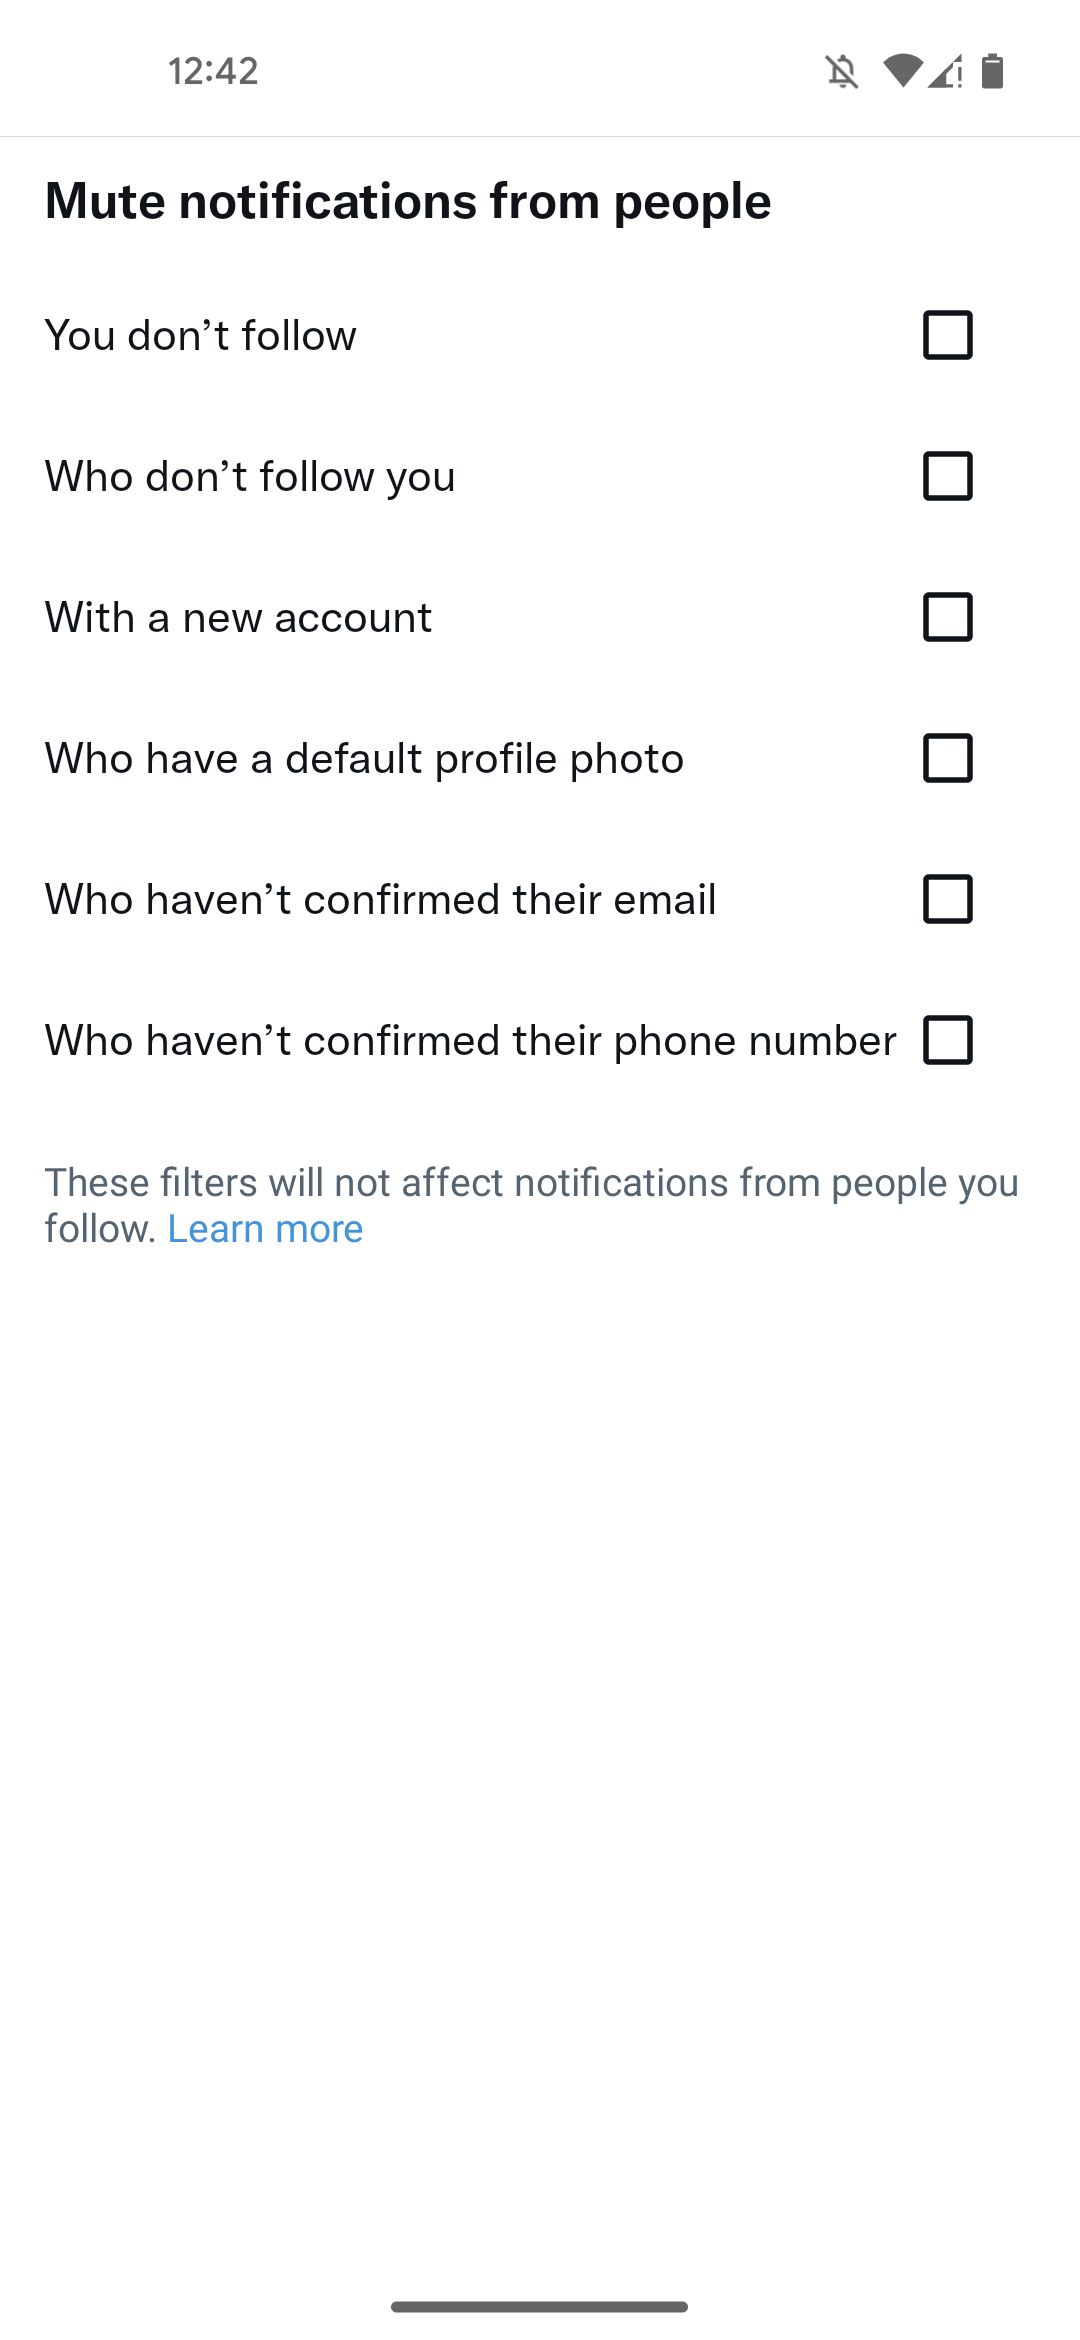 12:42
Mute notifications from people
You don’t follow
Who don’t follow you
With a new account
Who have a default profile photo
Who haven’t confirmed their email
Who haven’t confirmed their phone number
These filters will not affect notifications from people you
follow. Learn more